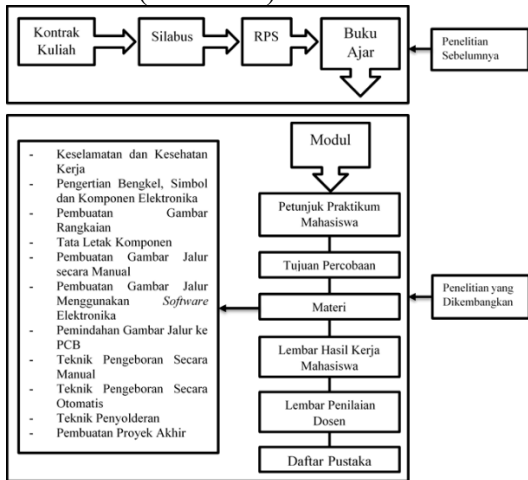 Kontrak
Kuliah
Silabus
RPS
Buku
Ajar
Penelitian
Sebelumnya
Modul
Petunjuk Praktikum
Mahasiswa
Tujuan Percobaan
Materi
Lembar Hasil Kerja
Mahasiswa
Lembar Penilaian
Dosen
Daftar Pustaka
Penelitian yang
Dikembangkan
- Keselamatan dan Kesehatan
Kerja
- Pengertian Bengkel, Simbol
dan Komponen Elektronika
- Pembuatan Gambar
Rangkaian
- Tata Letak Komponen
- Pembuatan Gambar Jalur
secara Manual
- Pembuatan Gambar Jalur
Menggunakan Software
Elektronika
- Pemindahan Gambar Jalur ke
PCB
- Teknik Pengeboran Secara
Manual
- Teknik Pengeboran Secara
Otomatis
- Teknik Penyolderan
- Pembuatan Proyek Akhir